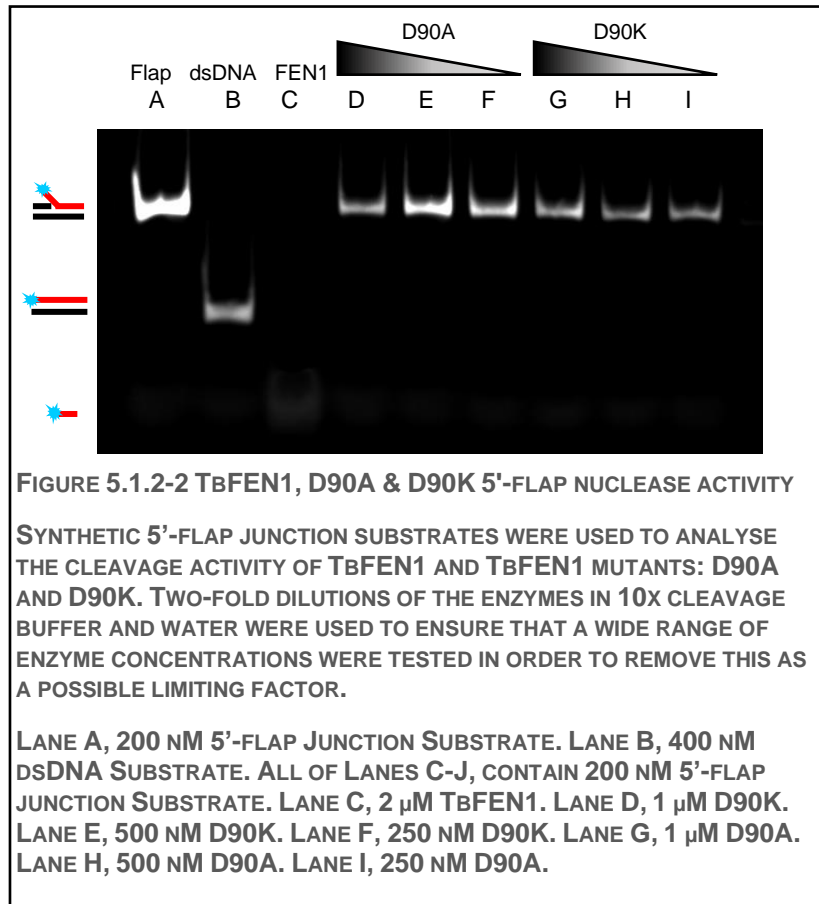 D90A D90K
Flap dsDNA FEN1
A B C D E F G H I
FIGURE 5.1.2-2 TBFEN1, D90A & D90K 5'-FLAP NUCLEASE ACTIVITY
SYNTHETIC 5’-FLAP JUNCTION SUBSTRATES WERE USED TO ANALYSE
THE CLEAVAGE ACTIVITY OF TBFEN1 AND TBFEN1 MUTANTS: D90A
AND D90K. TWO-FOLD DILUTIONS OF THE ENZYMES IN 10X CLEAVAGE
BUFFER AND WATER WERE USED TO ENSURE THAT A WIDE RANGE OF
ENZYME CONCENTRATIONS WERE TESTED IN ORDER TO REMOVE THIS AS
A POSSIBLE LIMITING FACTOR.
LANE A, 200 NM 5’-FLAP JUNCTION SUBSTRATE. LANE B, 400 NM
DSDNA SUBSTRATE. ALL OF LANES C-J, CONTAIN 200 NM 5’-FLAP
JUNCTION SUBSTRATE. LANE C, 2 µM TBFEN1. LANE D, 1 µM D90K.
LANE E, 500 NM D90K. LANE F, 250 NM D90K. LANE G, 1 µM D90A.
LANE H, 500 NM D90A. LANE I, 250 NM D90A.